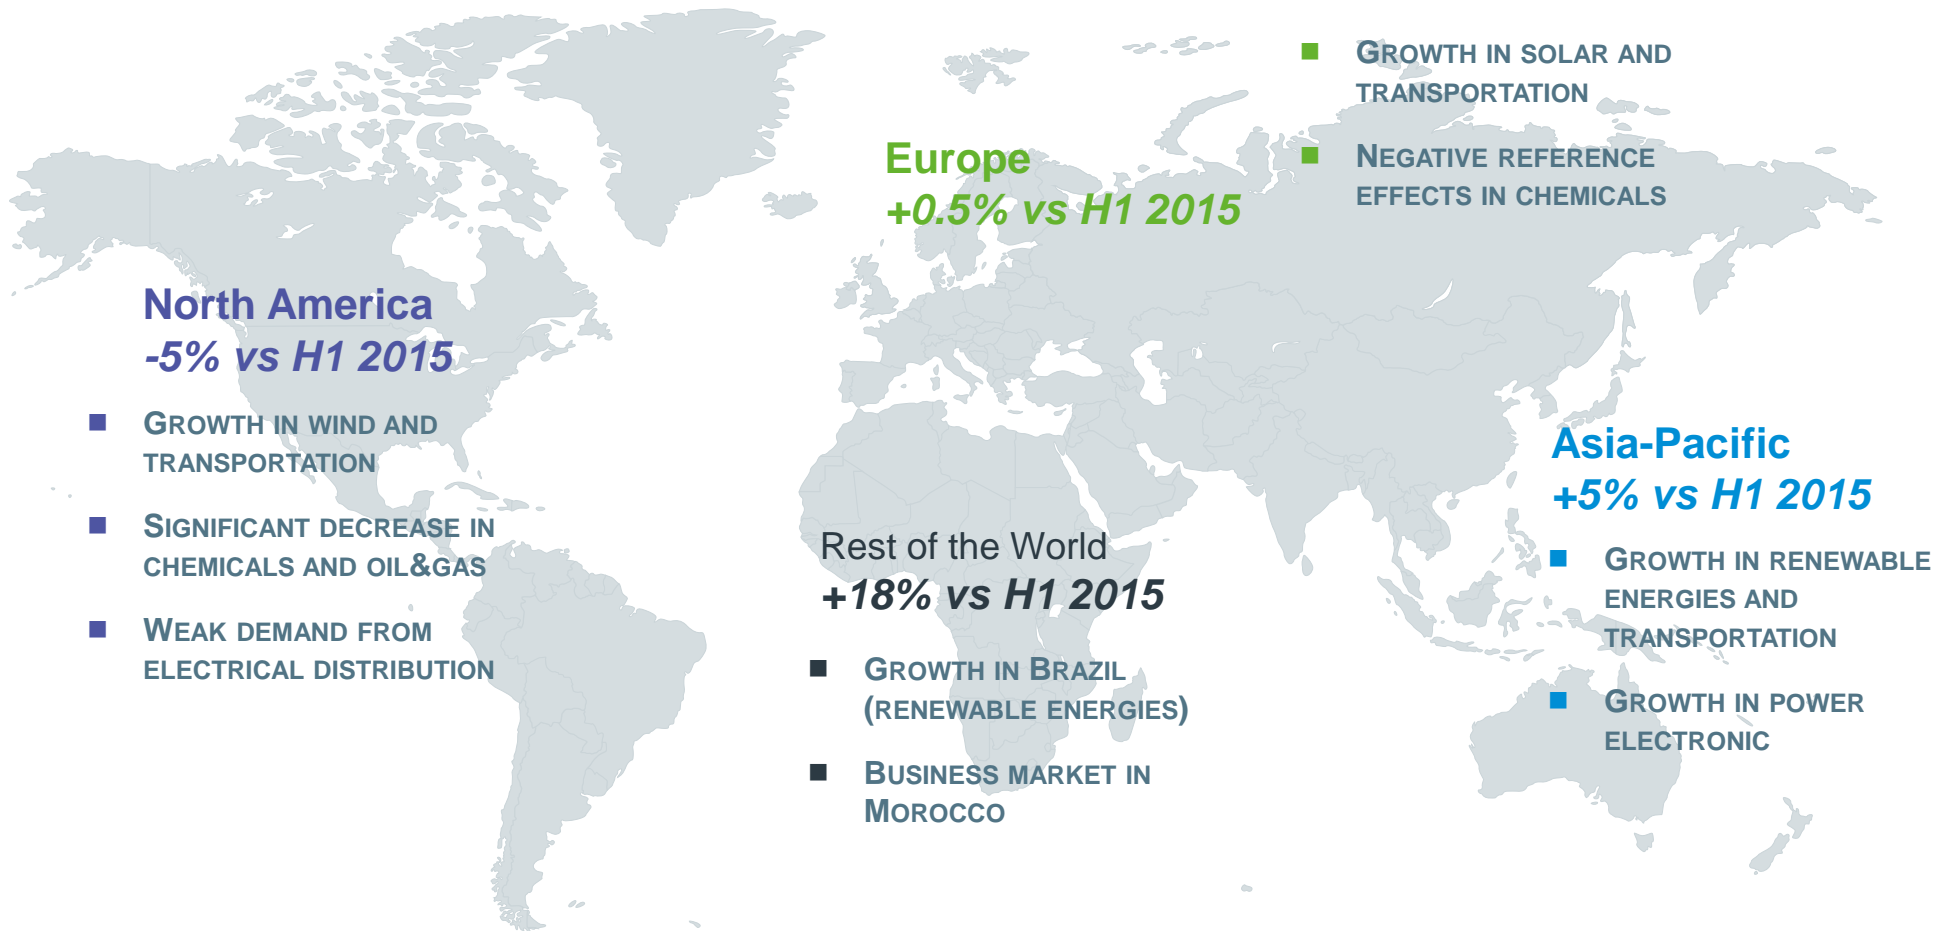 North America
-5% vs H1 2015
■ GROWTH IN WIND AND
TRANSPORTATION
■ SIGNIFICANT DECREASE IN
CHEMICALS AND OIL&GAS
■ WEAK DEMAND FROM
ELECTRICAL DISTRIBUTION
Europe
+0.5% vs H1 2015
■ GROWTH IN SOLAR AND
TRANSPORTATION
■ NEGATIVE REFERENCE
EFFECTS IN CHEMICALS
Rest of the World
+18% vs H1 2015
■ GROWTH IN BRAZIL
(RENEWABLE ENERGIES)
■ BUSINESS MARKET IN
MOROCCO
Asia-Pacific
+5% vs H1 2015
■ GROWTH IN RENEWABLE
ENERGIES AND
TRANSPORTATION
■ GROWTH IN POWER
ELECTRONIC